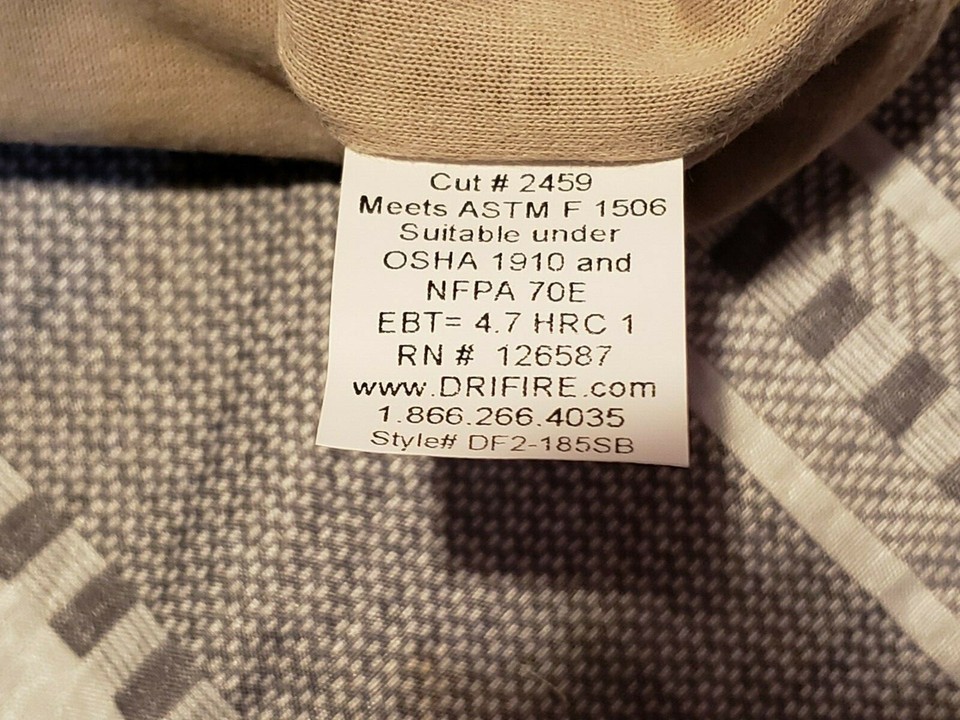 Cut # 2459
Meets ASTM F 1506
Suitable under
OSHA 1910 and
NFPA 70E
EBT= 4.7 HRC 1
RN # 126587
www.DRIFIRE.com
1.866.266.4035
Style# DF2-185SB